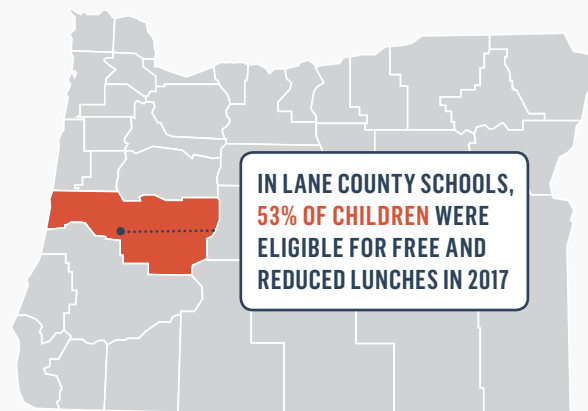 IN LANE COUNTY SCHOOLS,
53% OF CHILDREN WERE
ELIGIBLE FOR FREE AND
REDUCED LUNCHES IN 2017